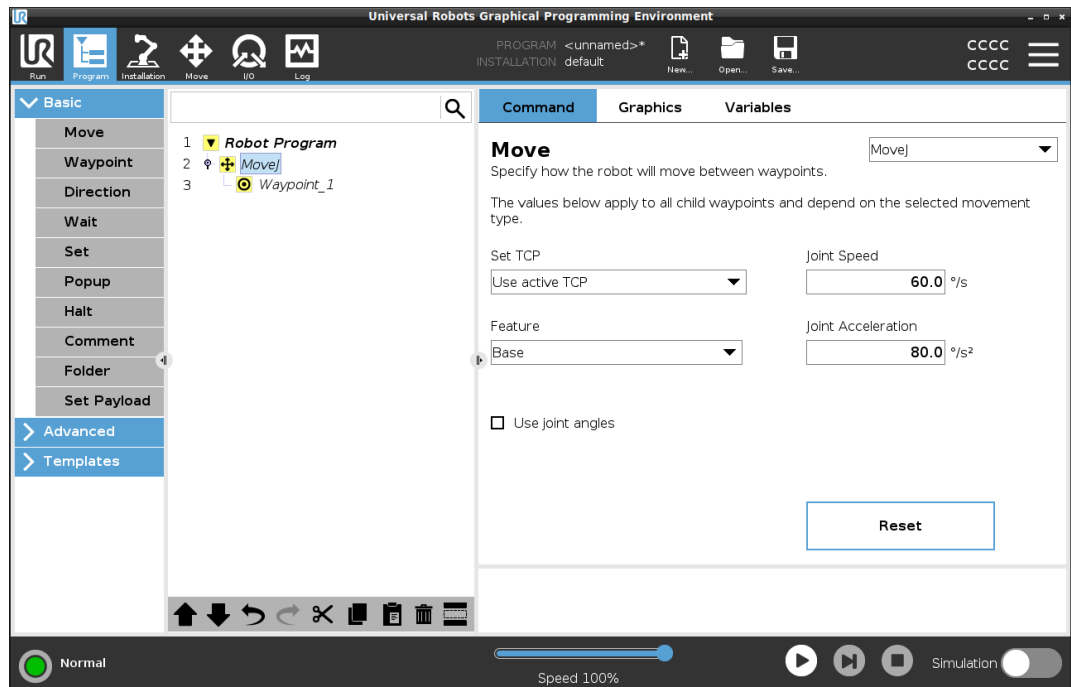 Universal Robots Graphical Programming Environment
UR
Run
Program
Installation
Move
I/O
Log
PROGRAM <unnamed>*
INSTALLATION default
New...
Open...
Save...
cccc
cccc
Basic
Move
Waypoint
Direction
Wait
Set
Popup
Halt
Comment
Folder
Set Payload
Advanced
Templates
1 Robot Program
2 MoveJ
3 Waypoint_1
Command Graphics Variables
Move
MoveJ
Specify how the robot will move between waypoints.
The values below apply to all child waypoints and depend on the selected movement
type.
Set TCP
Use active TCP
Joint Speed
60.0 °/s
Feature
Base
Joint Acceleration
80.0 °/s²
Use joint angles
Reset
Normal
Speed 100%
Simulation